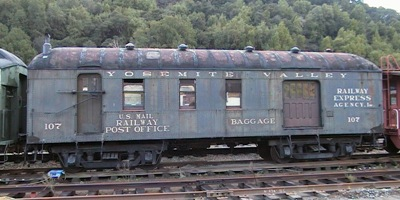 YOSEMITE VALLEY
U.S. MAIL
RAILWAY
POST OFFICE
107
BAGGAGE
RAILWAY
EXPRESS
AGENCY, Inc.
107